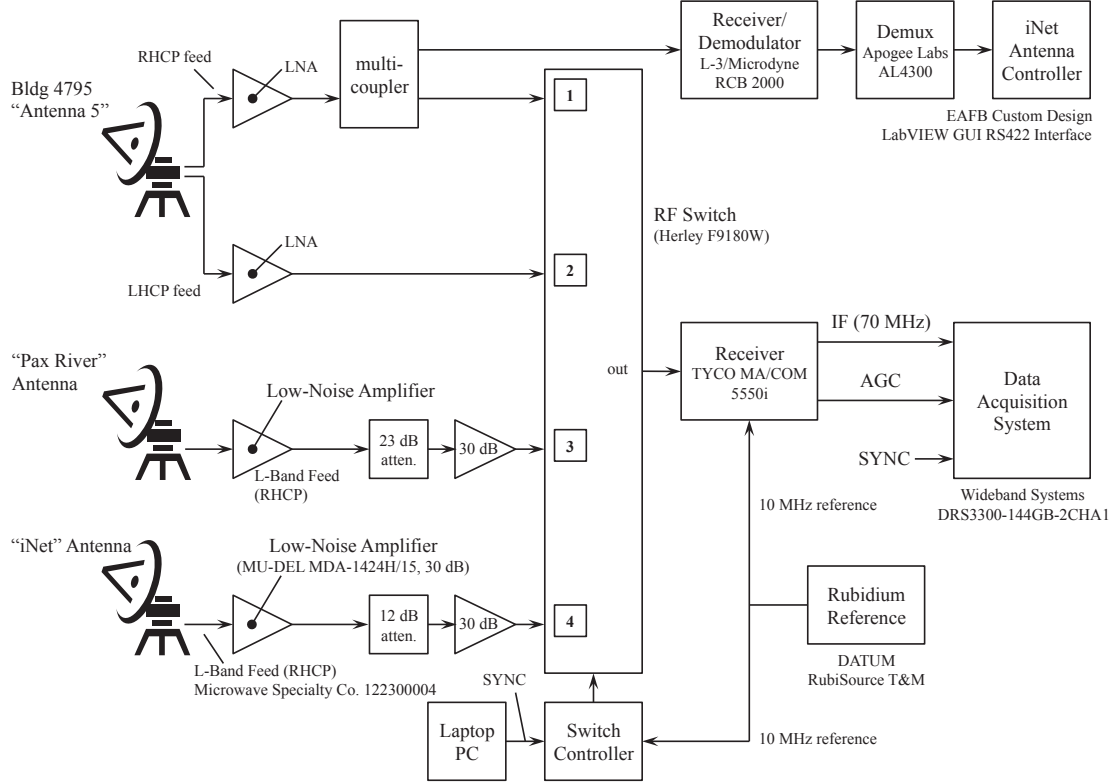 RHCP feed
LNA
Bldg 4795
“Antenna 5”
multi-
coupler
Receiver/
Demodulator
L-3/Microdyne
RCB 2000
Demux
Apogee Labs
AL4300
iNet
Antenna
Controller
EAFB Custom Design
LabVIEW GUI RS422 Interface
1
LNA
LHCP feed
2
RF Switch
(Herley F9180W)
“Pax River”
Antenna
Low-Noise Amplifier
L-Band Feed
(RHCP)
23 dB
atten.
30 dB
3
out
Receiver
TYCO MA/COM
5550i
IF (70 MHz)
AGC
SYNC
Data
Acquisition
System
Wideband Systems
DRS3300-144GB-2CHA1
10 MHz reference
“iNet” Antenna
Low-Noise Amplifier
(MU-DEL MDA-1424H/15, 30 dB)
12 dB
atten.
30 dB
4
L-Band Feed (RHCP)
Microwave Specialty Co. 122300004
Rubidium
Reference
DATUM
RubiSource T&M
SYNC
Laptop
PC
Switch
Controller
10 MHz reference